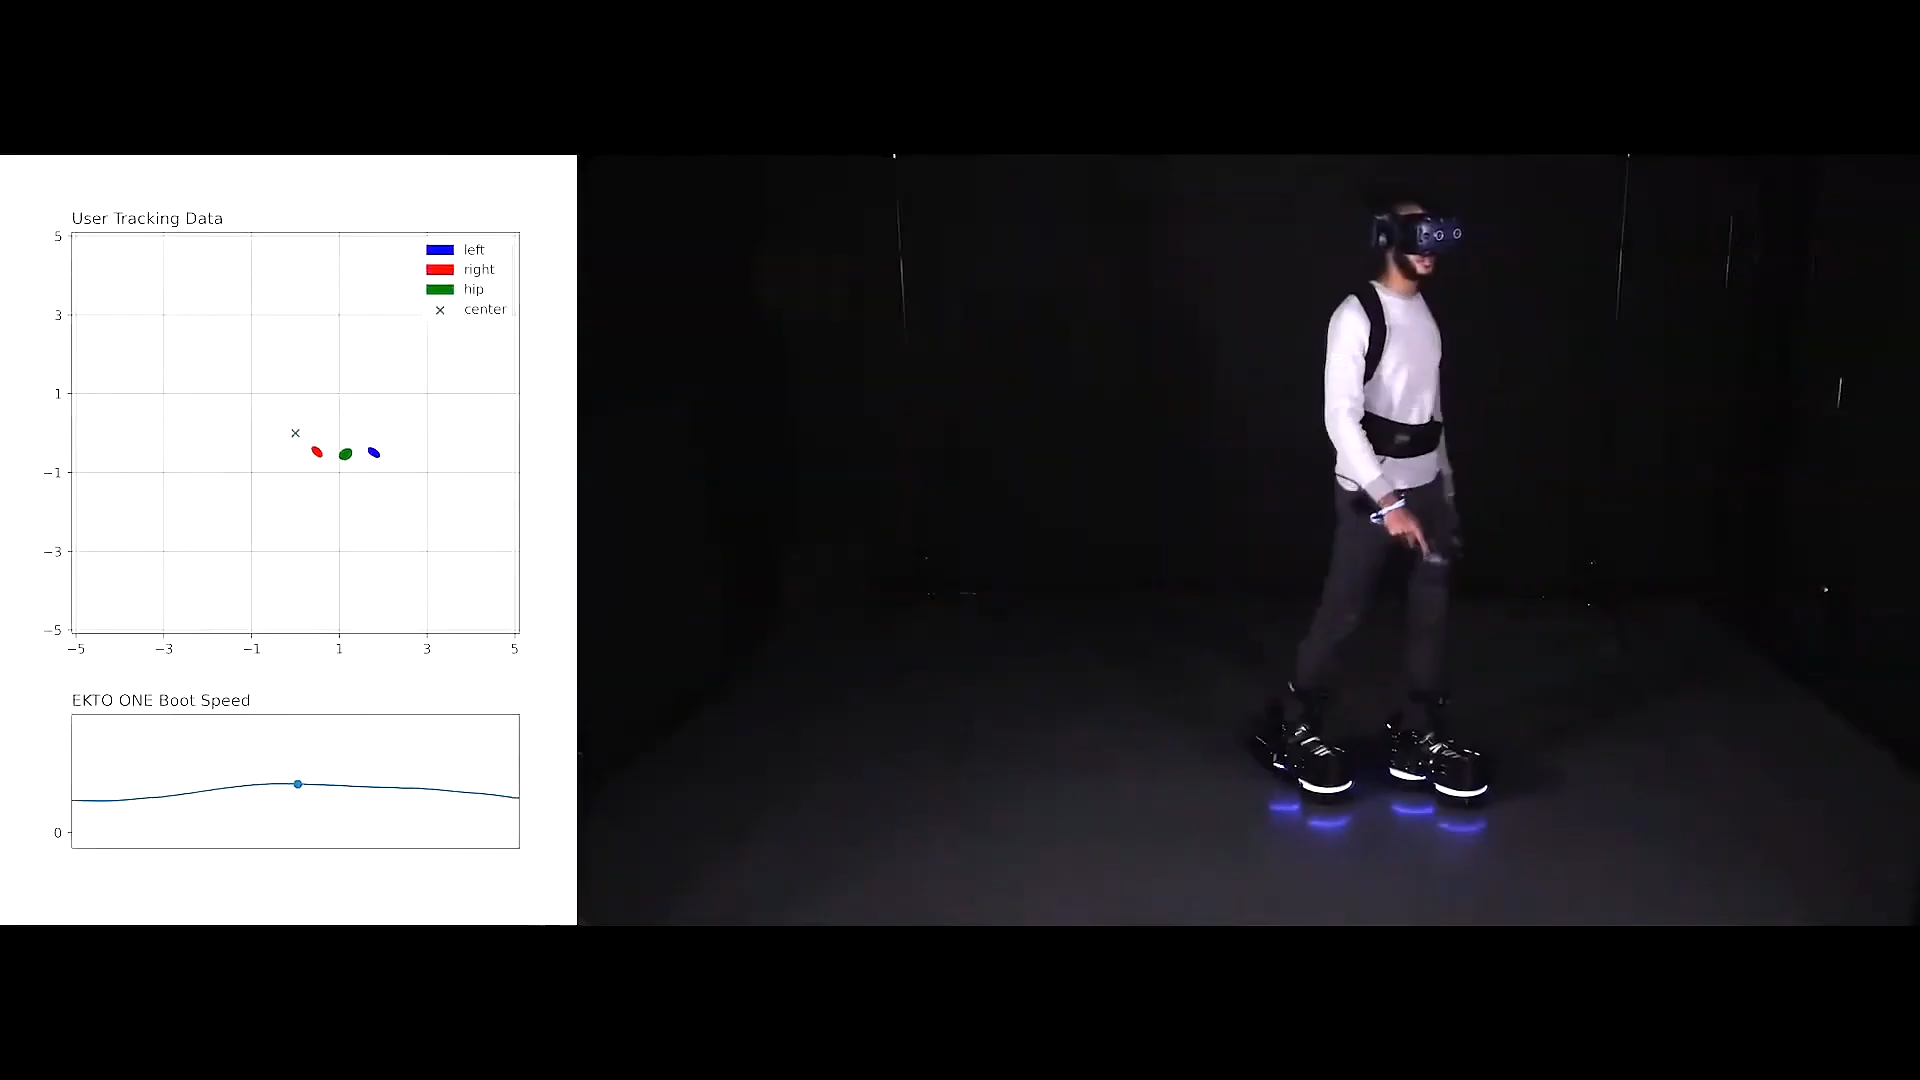 User Tracking Data
5
3
1
−1
−3
−5
−5 −3 −1 1 3 5
left
right
hip
center
EKTO ONE Boot Speed
0